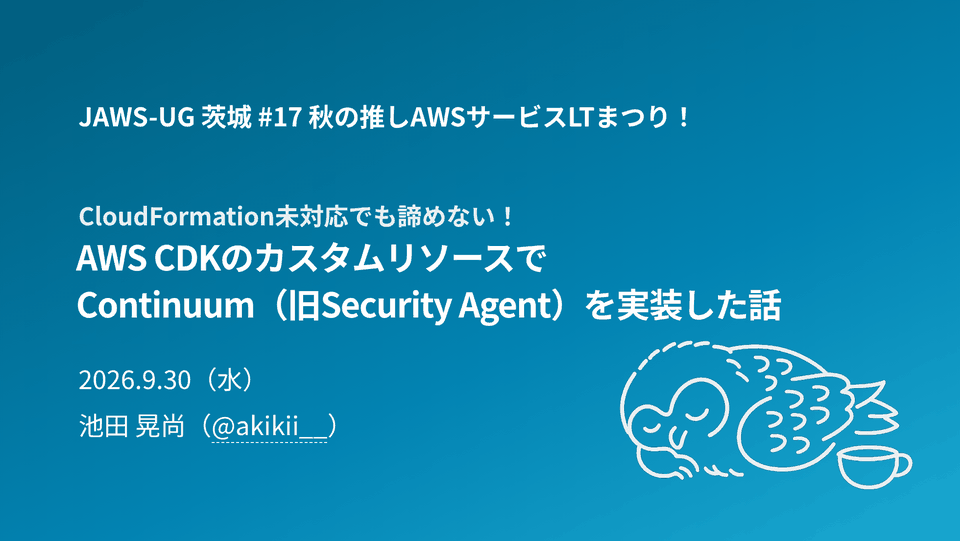 JAWS-UG 茨城 #17 秋の推しAWSサービスLTまつり！
CloudFormation未対応でも諦めない！
AWS CDKのカスタムリソースで
Continuum（旧Security Agent）を実装した話
2026.9.30（水）
池田 晃尚（@akikii__）